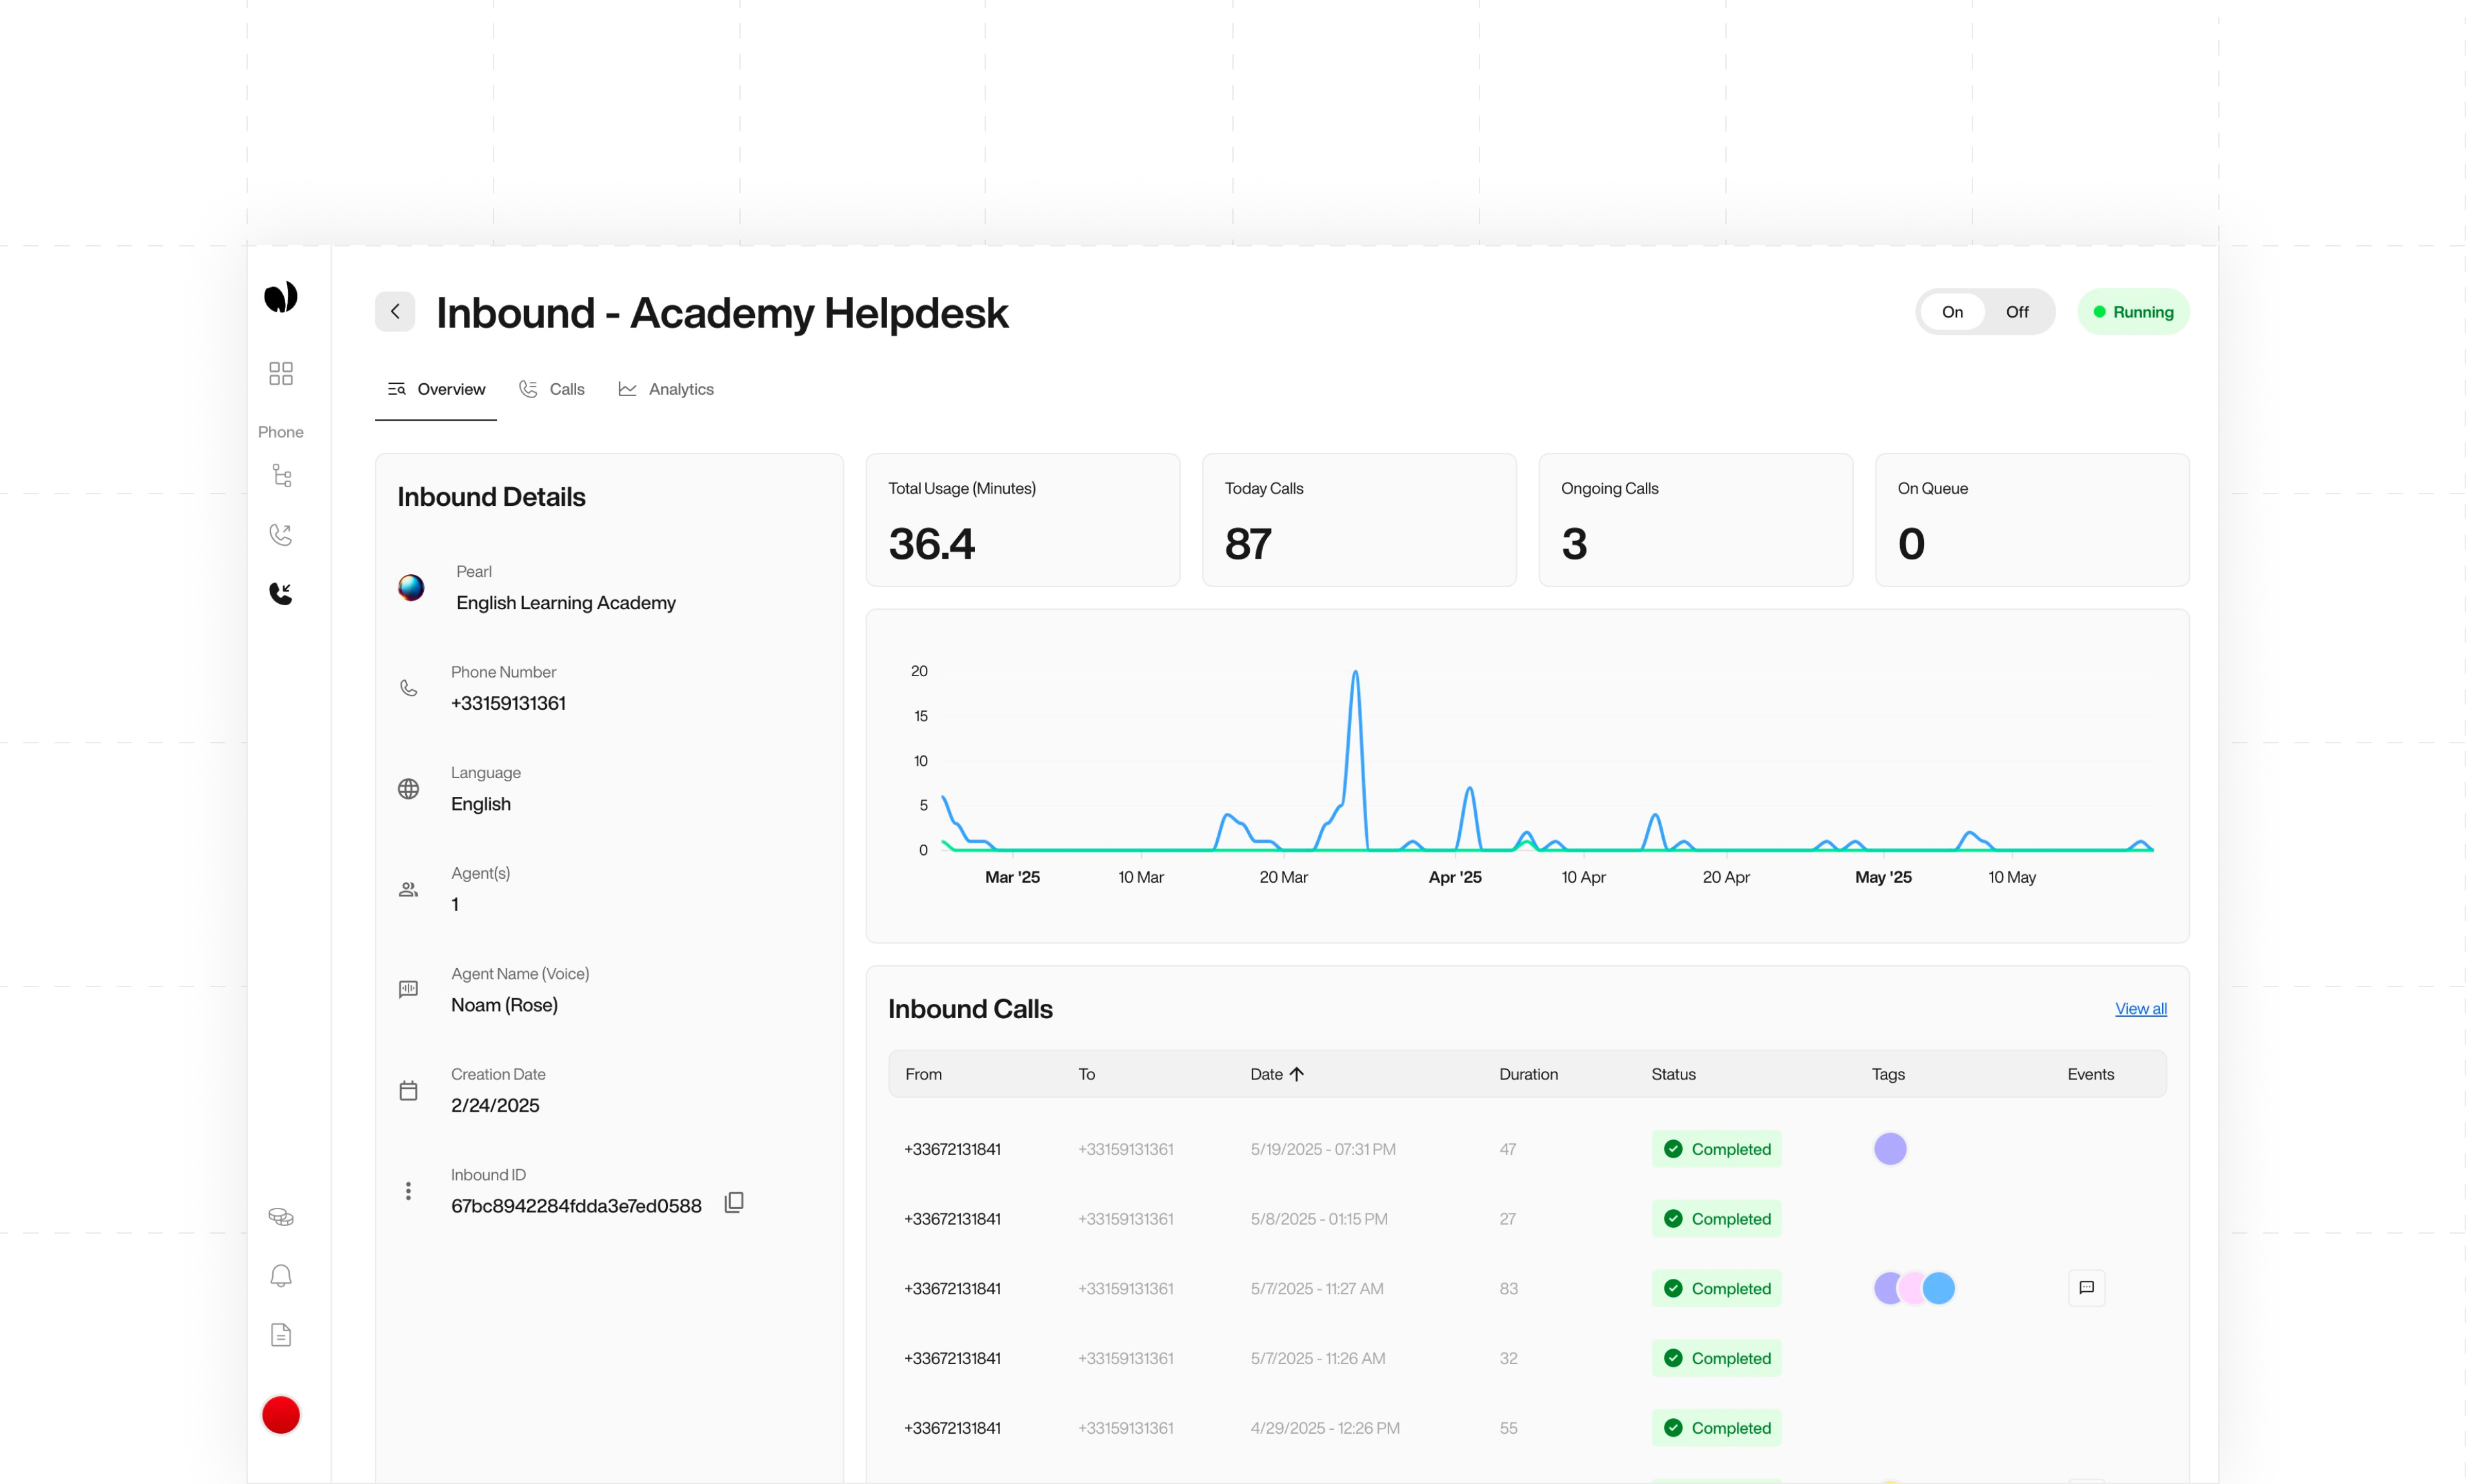 Inbound - Academy Helpdesk
On Off Running
Overview Calls Analytics
Phone
Inbound Details
Pearl
English Learning Academy
Phone Number
+33159131361
Language
English
Agent(s)
1
Agent Name (Voice)
Noam (Rose)
Creation Date
2/24/2025
Inbound ID
67bc8942284fdda3e7ed0588
Total Usage (Minutes)
36.4
Today Calls
87
Ongoing Calls
3
On Queue
0
20
15
10
5
0
Mar '25 10 Mar 20 Mar Apr '25 10 Apr 20 Apr May '25 10 May
Inbound Calls View all
From To Date Duration Status Tags Events
+33672131841 +33159131361 5/19/2025 - 07:31 PM 47 Completed
+33672131841 +33159131361 5/8/2025 - 01:15 PM 27 Completed
+33672131841 +33159131361 5/7/2025 - 11:27 AM 83 Completed
+33672131841 +33159131361 5/7/2025 - 11:26 AM 32 Completed
+33672131841 +33159131361 4/29/2025 - 12:26 PM 55 Completed